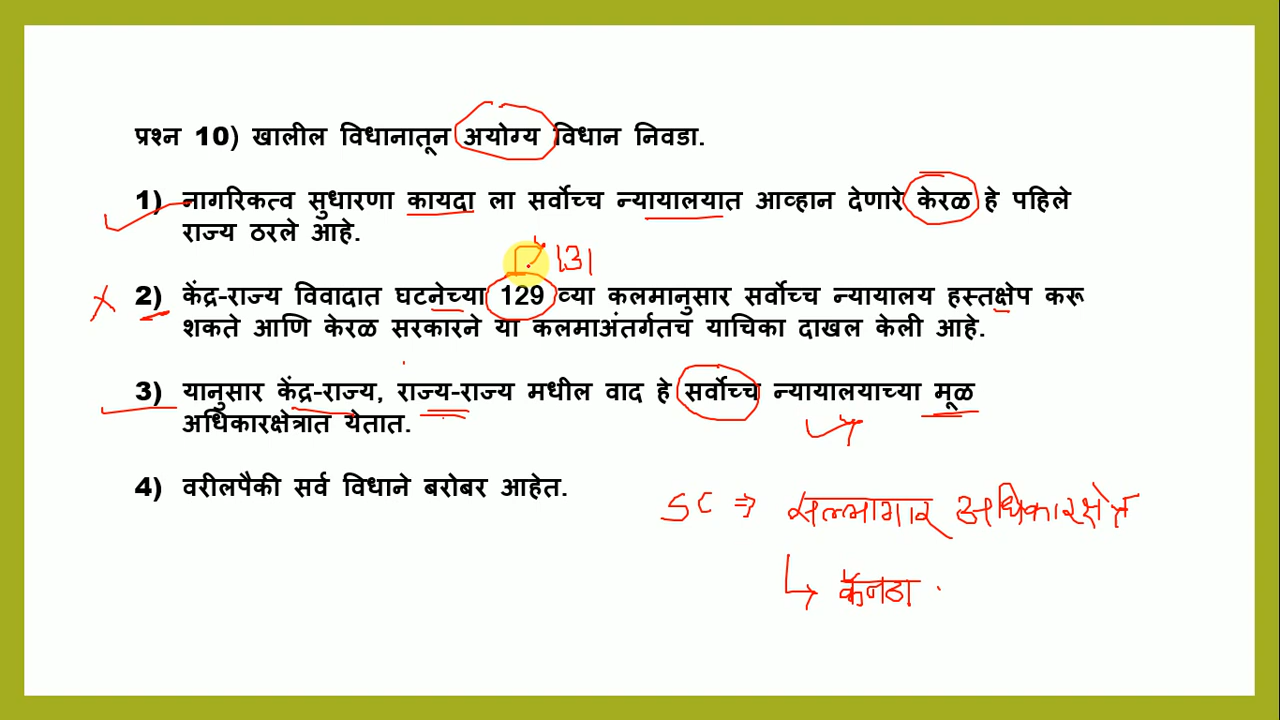 प्रश्न 10) खालील विधानातून अयोग्य विधान निवडा.
1) नागरिकत्व सुधारणा कायदा ला सर्वोच्च न्यायालयात आव्हान देणारे केरळ हे पहिले
राज्य ठरले आहे.
131
2) केंद्र-राज्य विवादात घटनेच्या 129 व्या कलमानुसार सर्वोच्च न्यायालय हस्तक्षेप करू
शकते आणि केरळ सरकारने या कलमाअंतर्गतच याचिका दाखल केली आहे.
3) यानुसार केंद्र-राज्य, राज्य-राज्य मधील वाद हे सर्वोच्च न्यायालयाच्या मूळ
अधिकारक्षेत्रात येतात.
4) वरीलपैकी सर्व विधाने बरोबर आहेत.
SC ⇒ सल्लागार अधिकारक्षेत्र
↳ कॅनडा